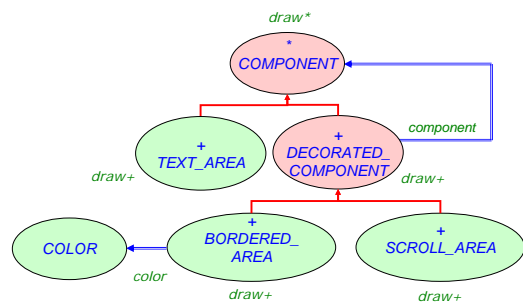 draw*
*
COMPONENT
component
+
TEXT_AREA
draw+
+
DECORATED_
COMPONENT
draw+
COLOR
color
+
BORDERED_
AREA
draw+
+
SCROLL_AREA
draw+